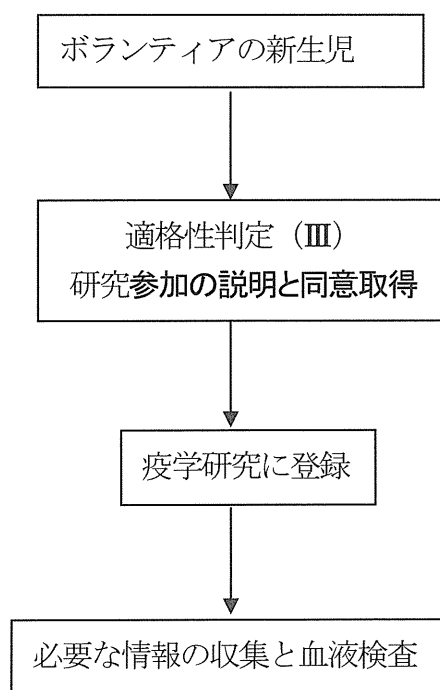 ボランティアの新生児
適格性判定（Ⅲ）
研究参加の説明と同意取得
疫学研究に登録
必要な情報の収集と血液検査